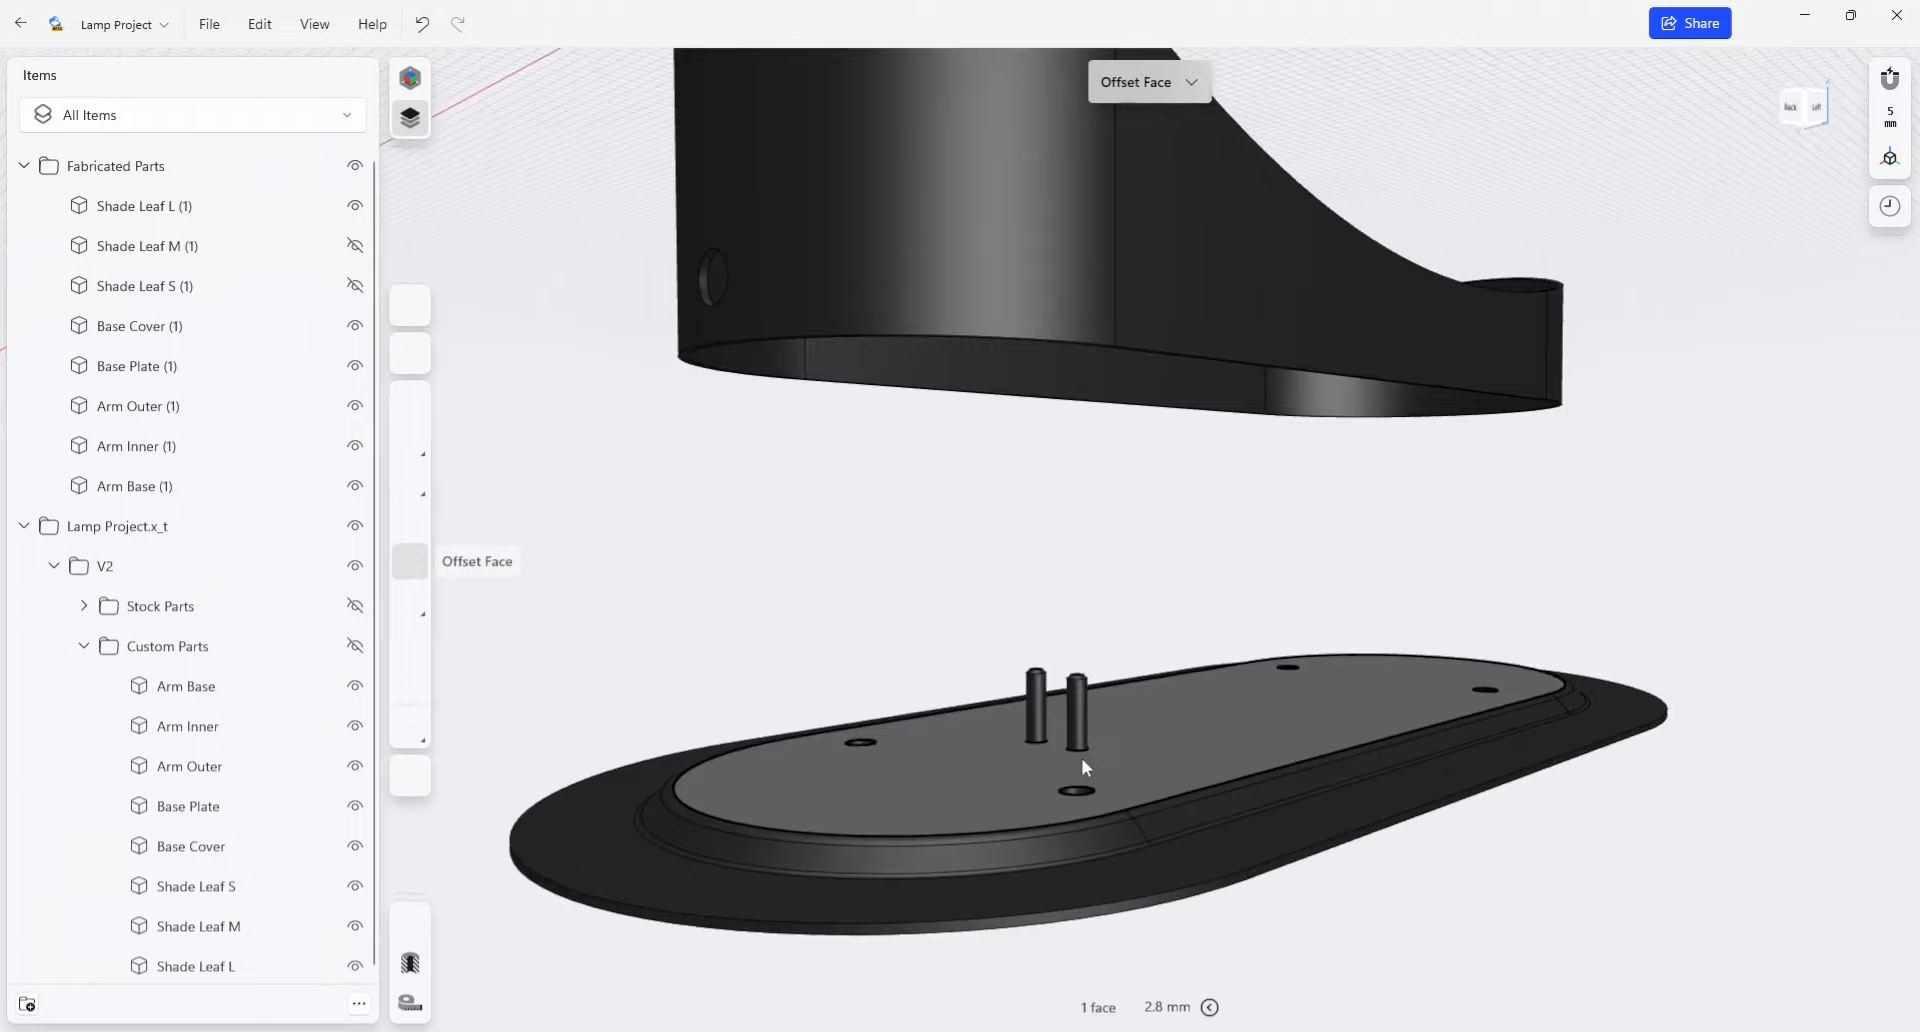 Lamp Project
File
Edit
View
Help
Share
Items
All Items
Fabricated Parts
Shade Leaf L (1)
Shade Leaf M (1)
Shade Leaf S (1)
Base Cover (1)
Base Plate (1)
Arm Outer (1)
Arm Inner (1)
Arm Base (1)
Lamp Project.x_t
V2
Stock Parts
Custom Parts
Arm Base
Arm Inner
Arm Outer
Base Plate
Base Cover
Shade Leaf S
Shade Leaf M
Shade Leaf L
Offset Face
Offset Face
Back
Left
5
mm
1 face
2.8 mm